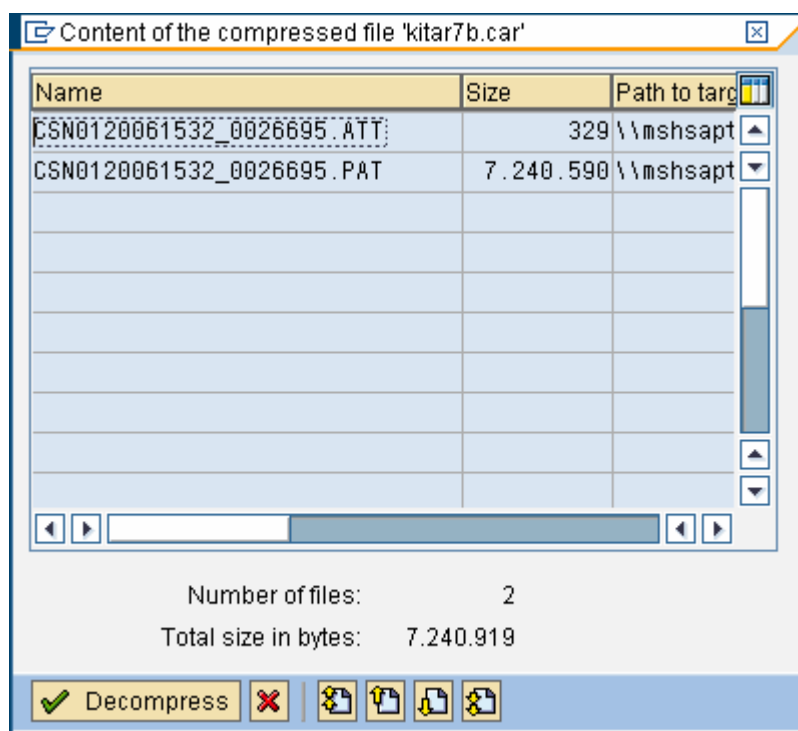 Content of the compressed file 'kitar7b.car'
Name Size Path to targ
CSN0120061532_0026695.ATT 329 \\mshsapt
CSN0120061532_0026695.PAT 7.240.590 \\mshsapt
Number of files: 2
Total size in bytes: 7.240.919
Decompress